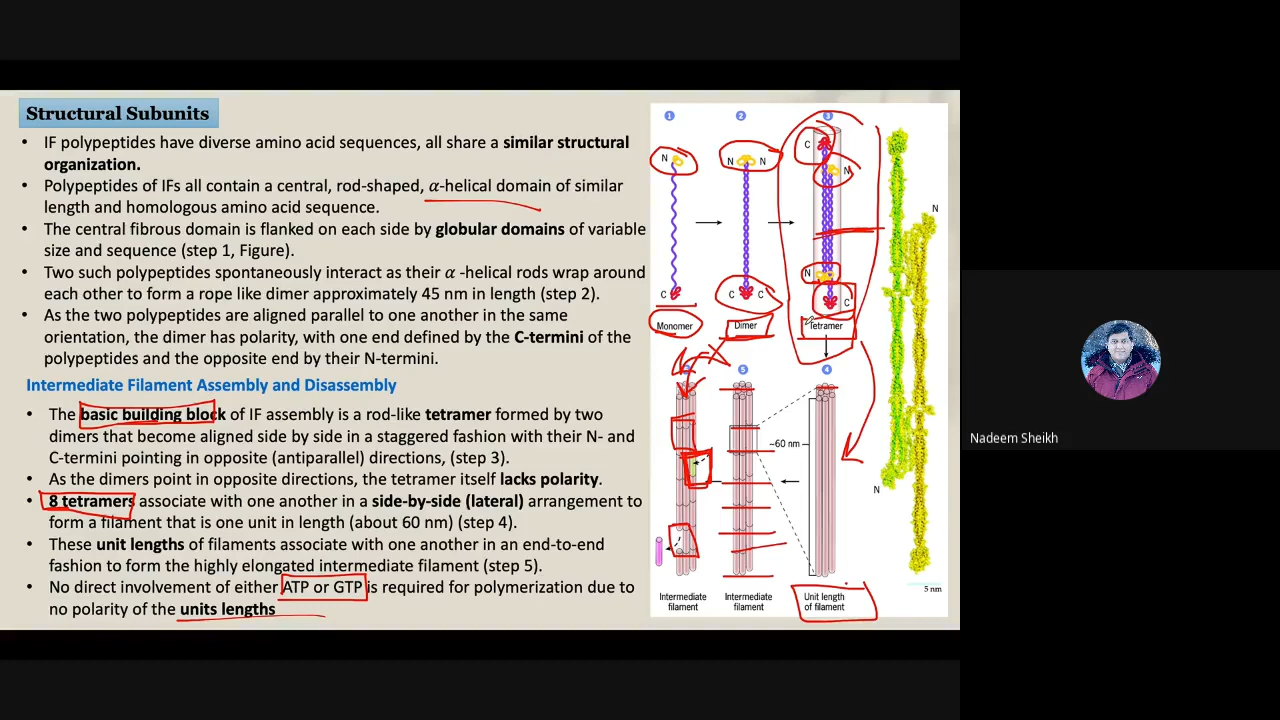 Structural Subunits
• IF polypeptides have diverse amino acid sequences, all share a similar structural
organization.
• Polypeptides of IFs all contain a central, rod-shaped, α-helical domain of similar
length and homologous amino acid sequence.
• The central fibrous domain is flanked on each side by globular domains of variable
size and sequence (step 1, Figure).
• Two such polypeptides spontaneously interact as their α -helical rods wrap around
each other to form a rope like dimer approximately 45 nm in length (step 2).
• As the two polypeptides are aligned parallel to one another in the same
orientation, the dimer has polarity, with one end defined by the C-termini of the
polypeptides and the opposite end by their N-termini.
Intermediate Filament Assembly and Disassembly
• The basic building block of IF assembly is a rod-like tetramer formed by two
dimers that become aligned side by side in a staggered fashion with their N- and
C-termini pointing in opposite (antiparallel) directions, (step 3).
• As the dimers point in opposite directions, the tetramer itself lacks polarity.
• 8 tetramers associate with one another in a side-by-side (lateral) arrangement to
form a filament that is one unit in length (about 60 nm) (step 4).
• These unit lengths of filaments associate with one another in an end-to-end
fashion to form the highly elongated intermediate filament (step 5).
• No direct involvement of either ATP or GTP is required for polymerization due to
no polarity of the units lengths
1 2 3
N N N C N
N
C C C N C
Monomer Dimer Tetramer
5 4
~60 nm
N
5 nm
Intermediate
filament
Intermediate
filament
Unit length
of filament
Nadeem Sheikh